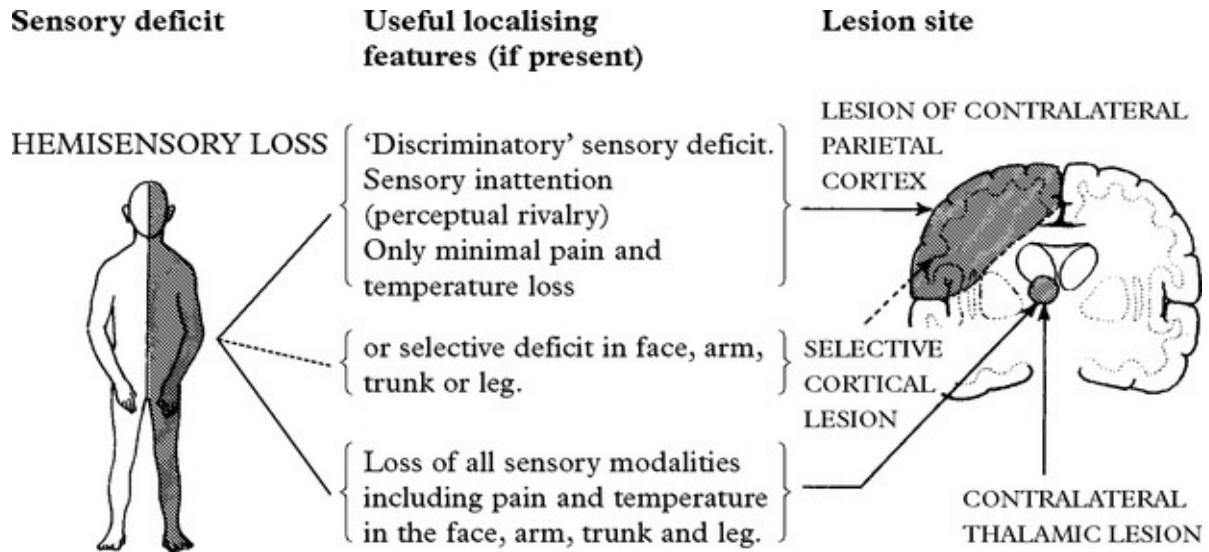 Sensory deficit
Useful localising
features (if present)
Lesion site
HEMISENSORY LOSS
‘Discriminatory’ sensory deficit.
Sensory inattention
(perceptual rivalry)
Only minimal pain and
temperature loss
LESION OF CONTRALATERAL
PARIETAL
CORTEX
or selective deficit in face, arm,
trunk or leg.
SELECTIVE
CORTICAL
LESION
Loss of all sensory modalities
including pain and temperature
in the face, arm, trunk and leg.
CONTRALATERAL
THALAMIC LESION